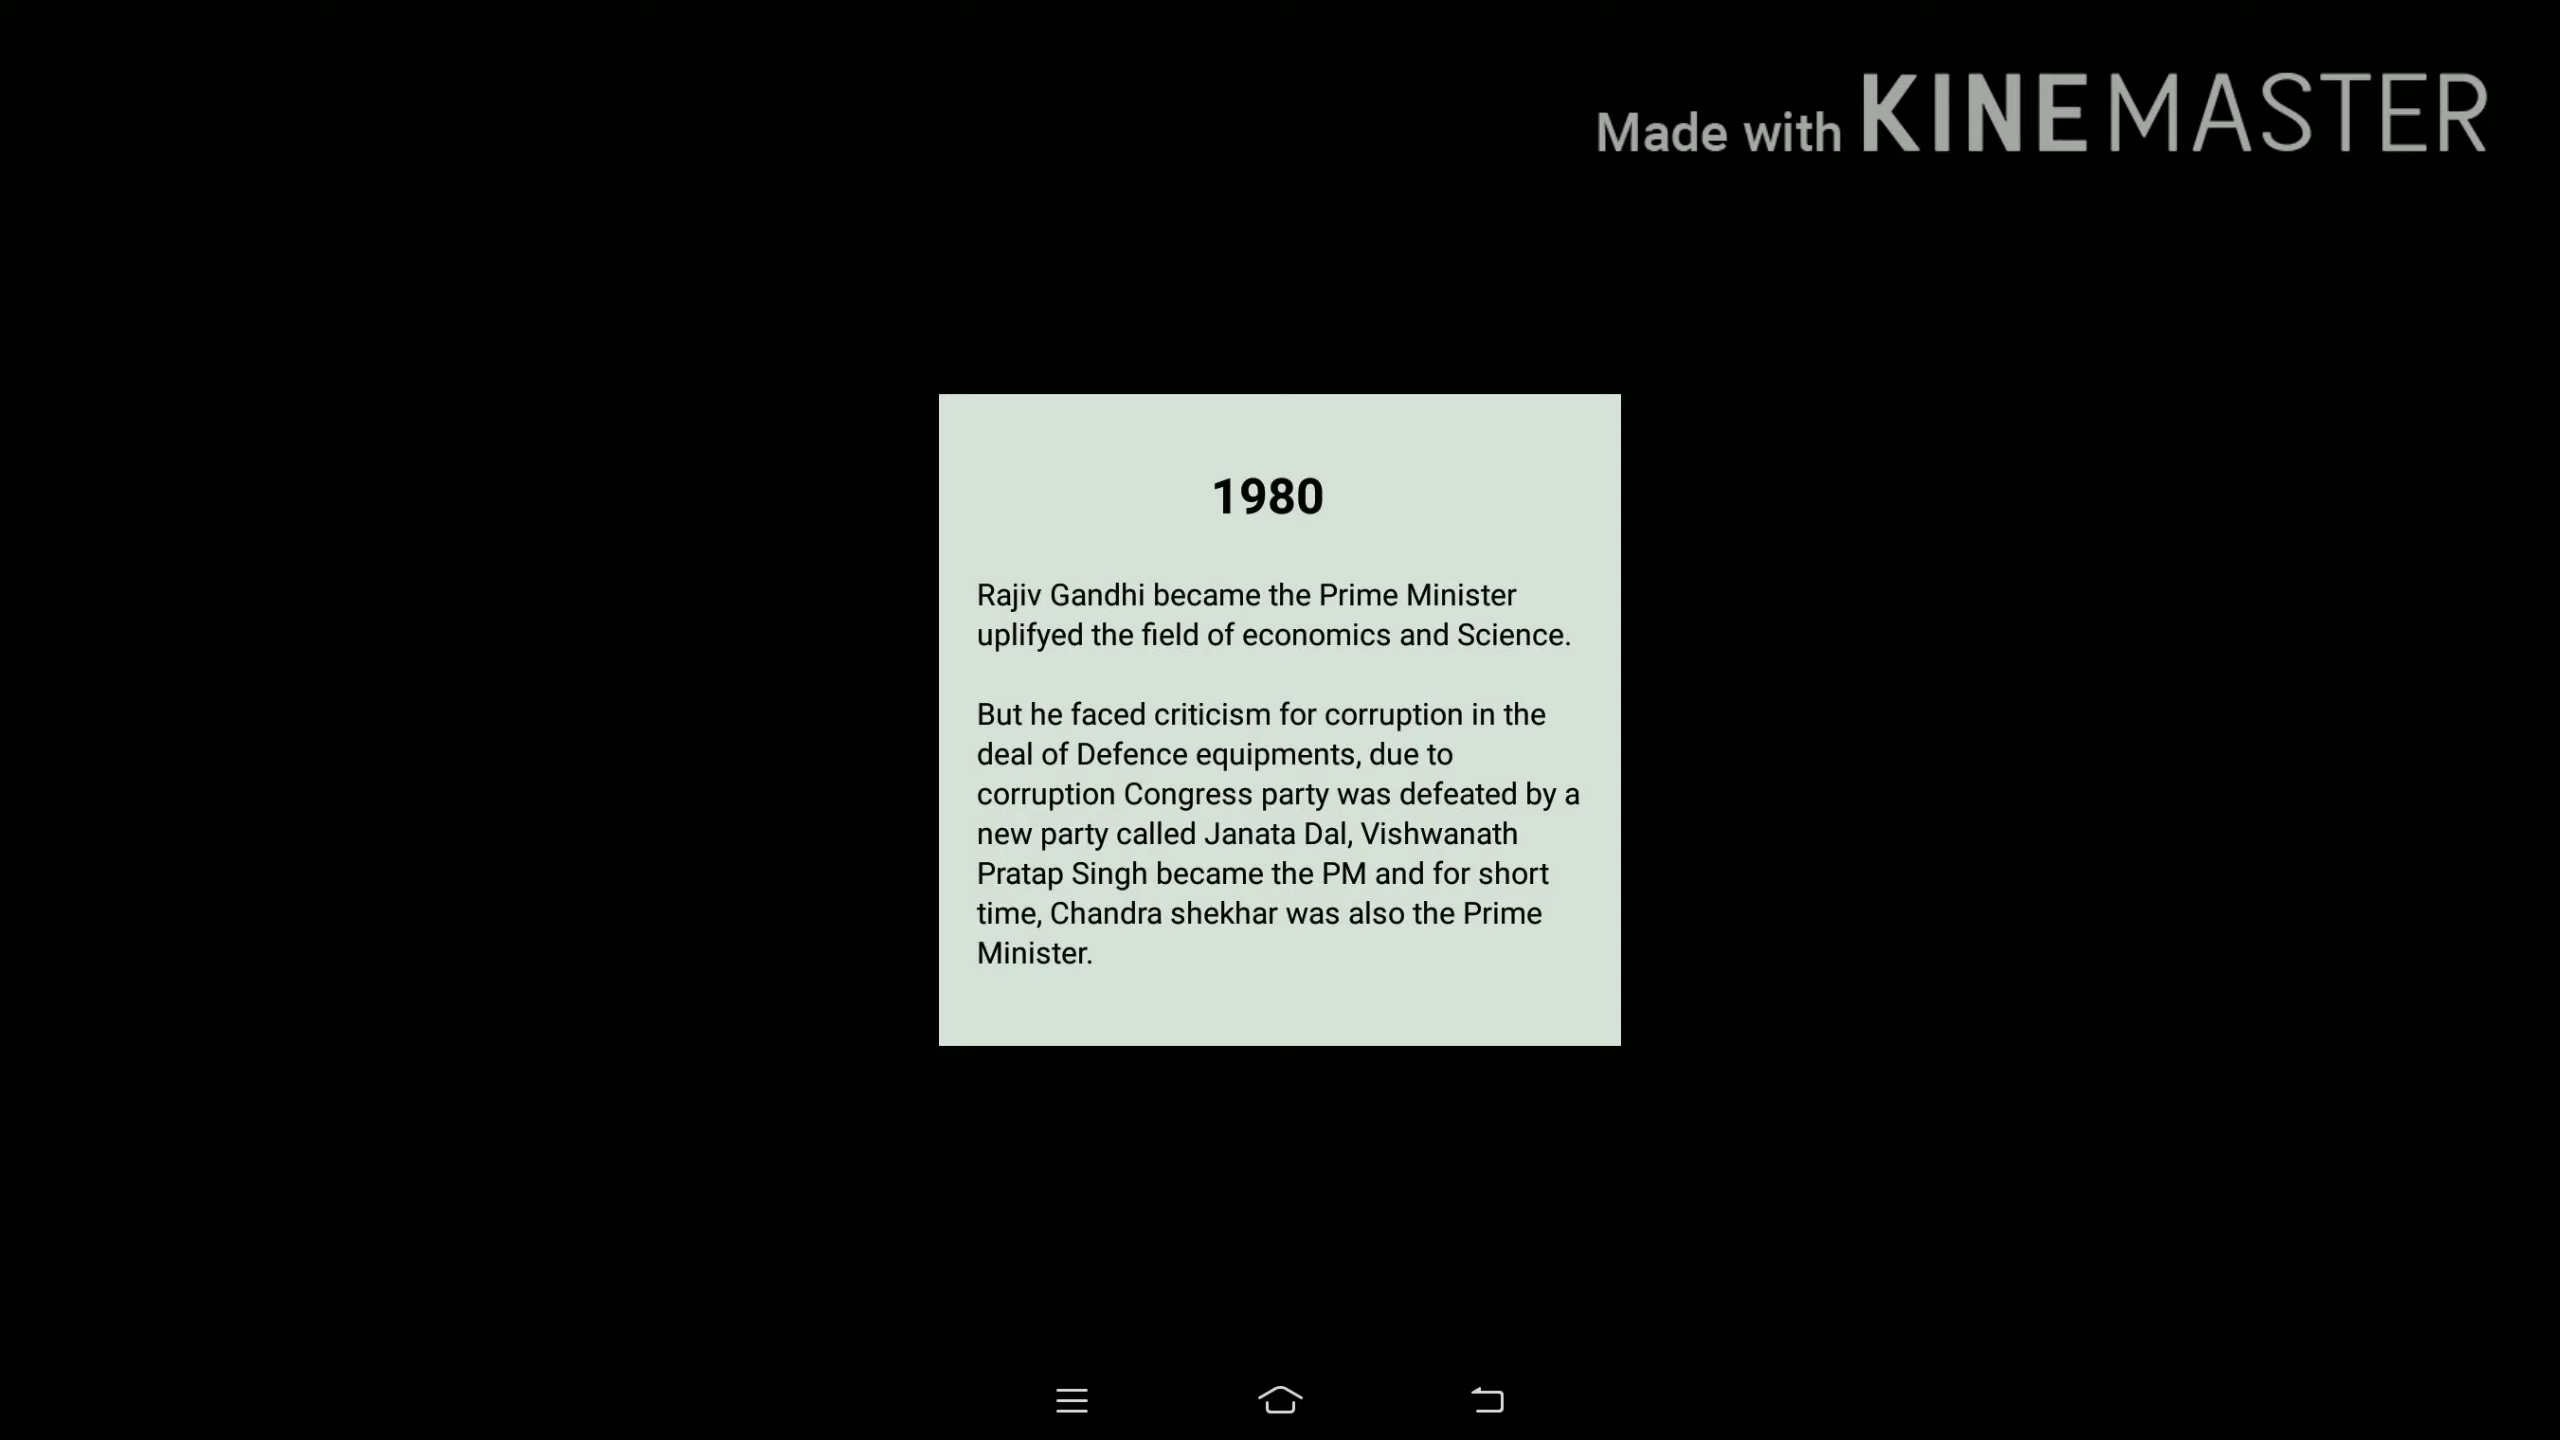 Made with KINEMASTER
1980
Rajiv Gandhi became the Prime Minister
uplifyed the field of economics and Science.
But he faced criticism for corruption in the
deal of Defence equipments, due to
corruption Congress party was defeated by a
new party called Janata Dal, Vishwanath
Pratap Singh became the PM and for short
time, Chandra shekhar was also the Prime
Minister.